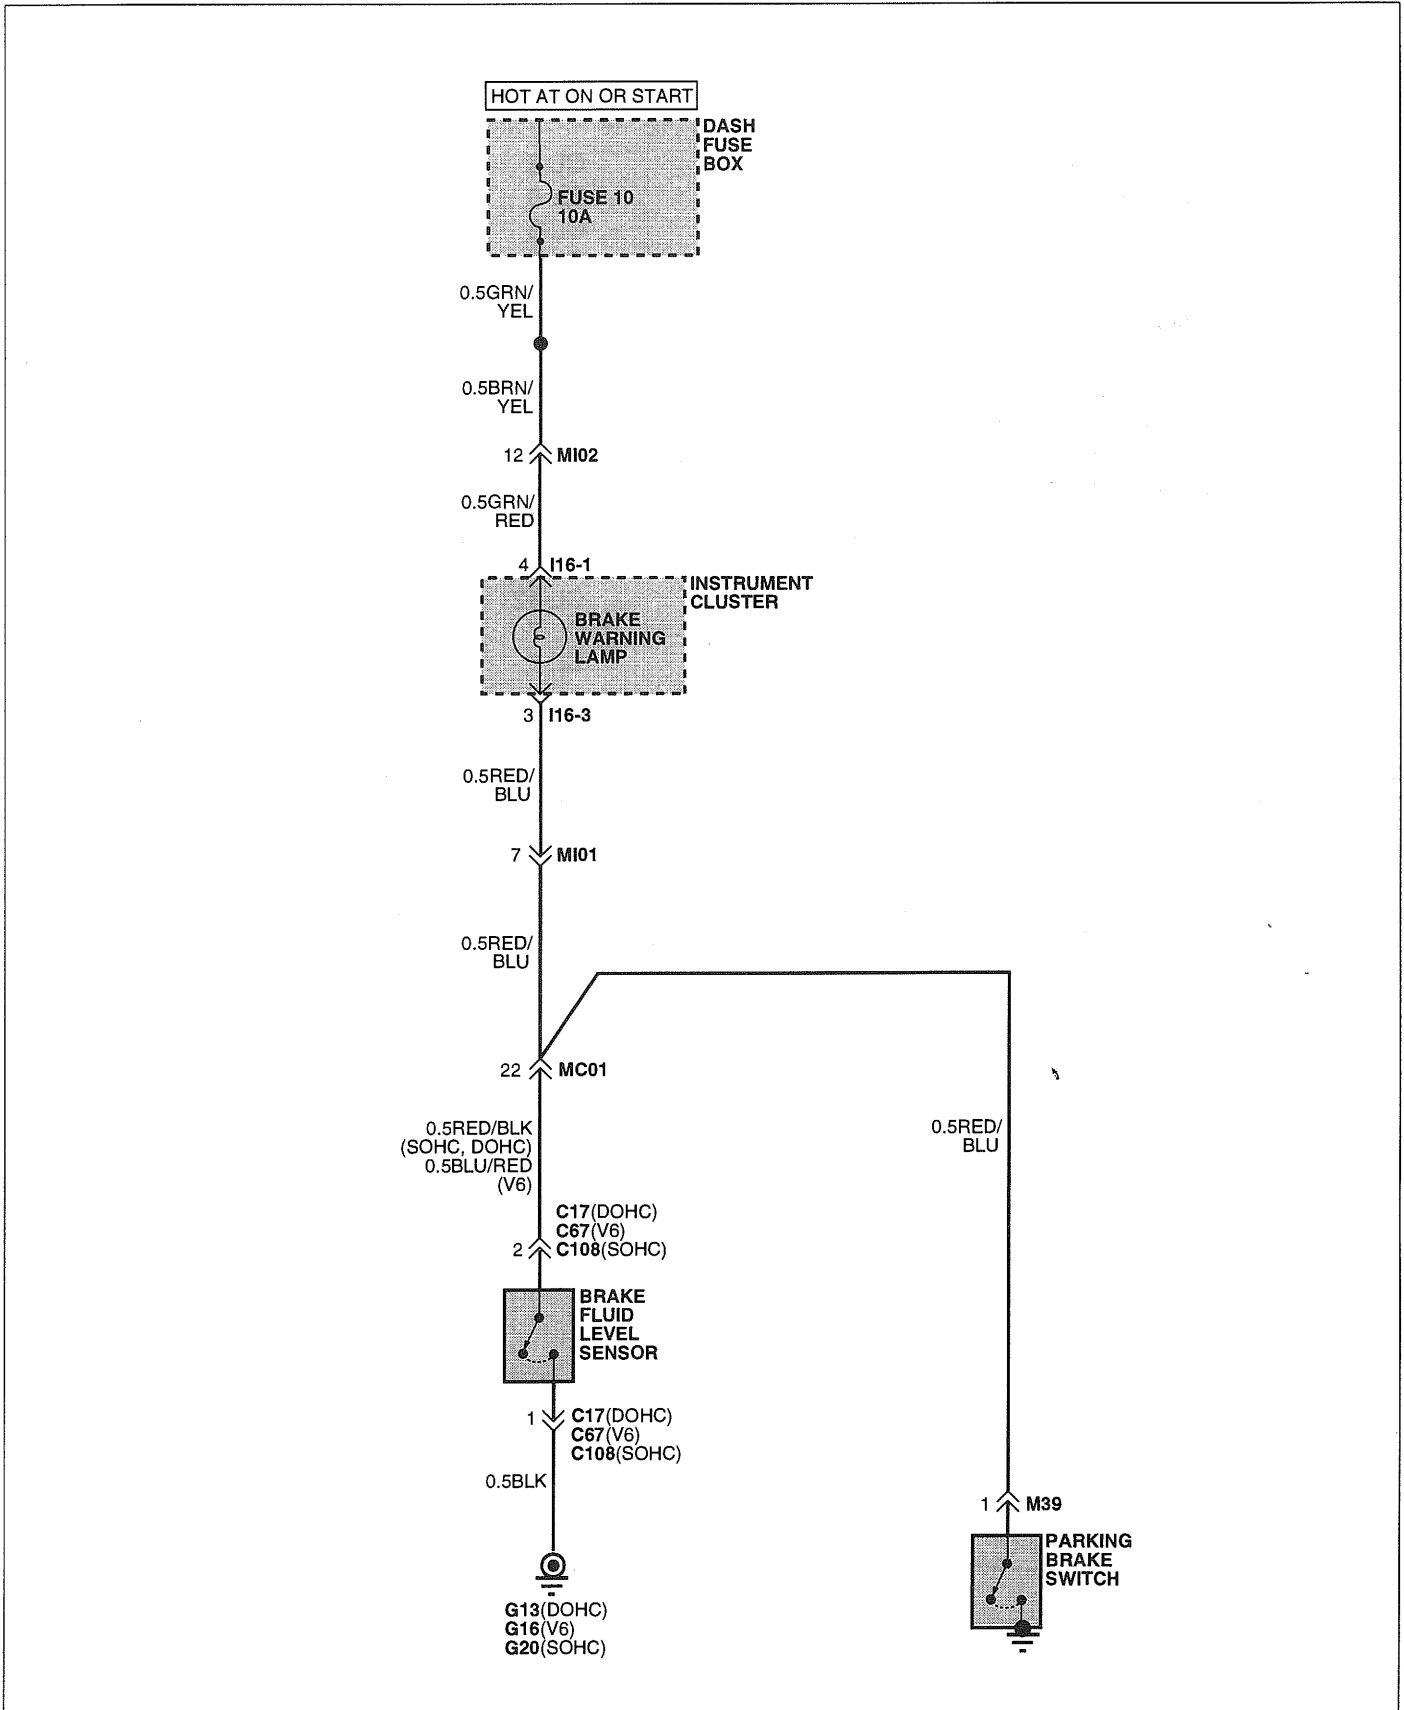 HOT AT ON OR START
DASH
FUSE
BOX
FUSE 10
10A
0.5GRN/
YEL
0.5BRN/
YEL
12 MI02
0.5GRN/
RED
4 I16-1
INSTRUMENT
CLUSTER
BRAKE
WARNING
LAMP
3 I16-3
0.5RED/
BLU
7 MI01
0.5RED/
BLU
22 MC01
0.5RED/BLK
(SOHC, DOHC)
0.5BLU/RED
(V6)
0.5RED/
BLU
C17(DOHC)
C67(V6)
2 C108(SOHC)
BRAKE
FLUID
LEVEL
SENSOR
1 C17(DOHC)
C67(V6)
C108(SOHC)
0.5BLK
1 M39
PARKING
BRAKE
SWITCH
G13(DOHC)
G16(V6)
G20(SOHC)